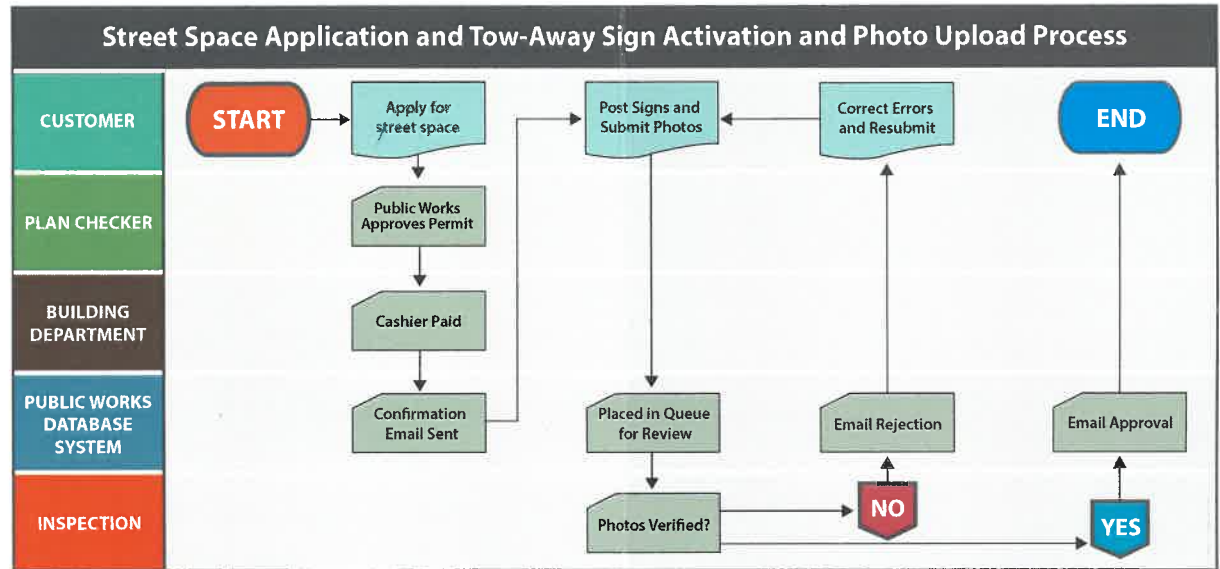 Street Space Application and Tow-Away Sign Activation and Photo Upload Process
CUSTOMER
START
Apply for
street space
Post Signs and
Submit Photos
Correct Errors
and Resubmit
END
PLAN CHECKER
Public Works
Approves Permit
BUILDING
DEPARTMENT
Cashier Paid
PUBLIC WORKS
DATABASE
SYSTEM
Confirmation
Email Sent
Placed in Queue
for Review
Email Rejection
Email Approval
INSPECTION
Photos Verified?
NO
YES